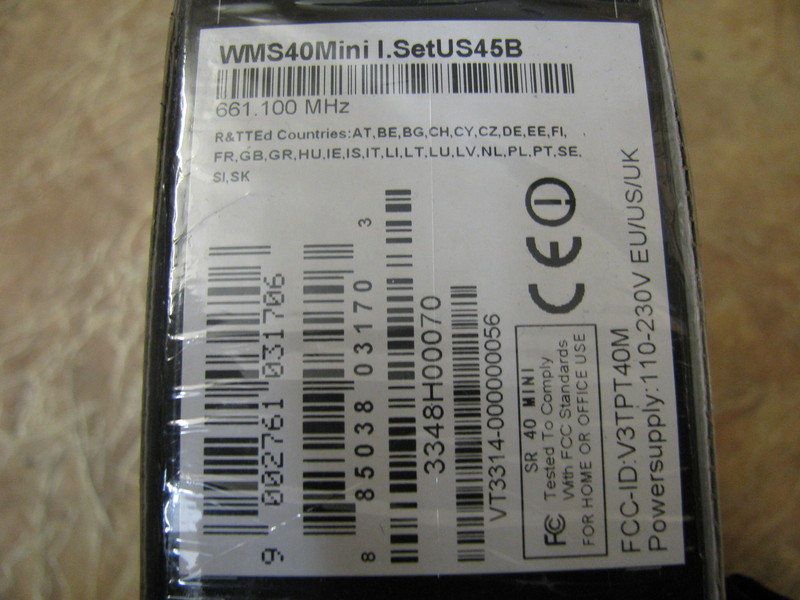 WMS40Mini I.SetUS45B
661.100 MHz
R&TTEd Countries:AT,BE,BG,CH,CY,CZ,DE,EE,FI,
FR,GB,GR,HU,IE,IS,IT,LI,LT,LU,LV,NL,PL,PT,SE,
SI,SK
9 002761 031706
8 85038 03170 3
3348H00070
VT3314-000000000056
CE
SR 40 MINI
FC Tested To Comply
With FCC Standards
FOR HOME OR OFFICE USE
FCC-ID:V3TPT40M
Powersupply:110-230V EU/US/UK